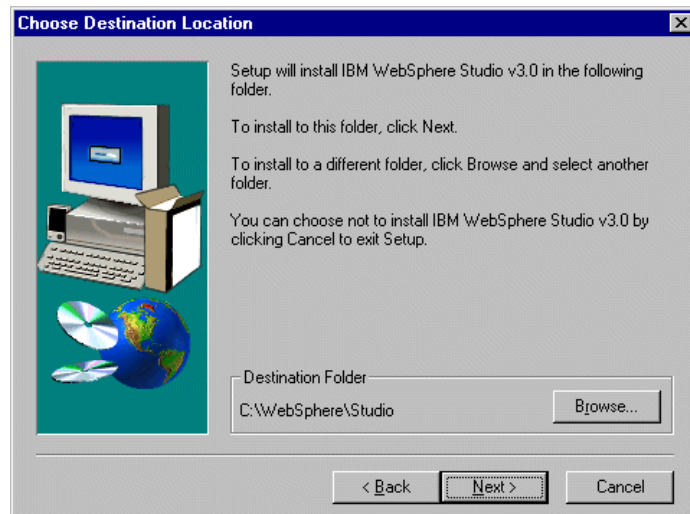 Choose Destination Location
Setup will install IBM WebSphere Studio v3.0 in the following
folder.
To install to this folder, click Next.
To install to a different folder, click Browse and select another
folder.
You can choose not to install IBM WebSphere Studio v3.0 by
clicking Cancel to exit Setup.
Destination Folder
C:\WebSphere\Studio
Browse...
< Back
Next >
Cancel